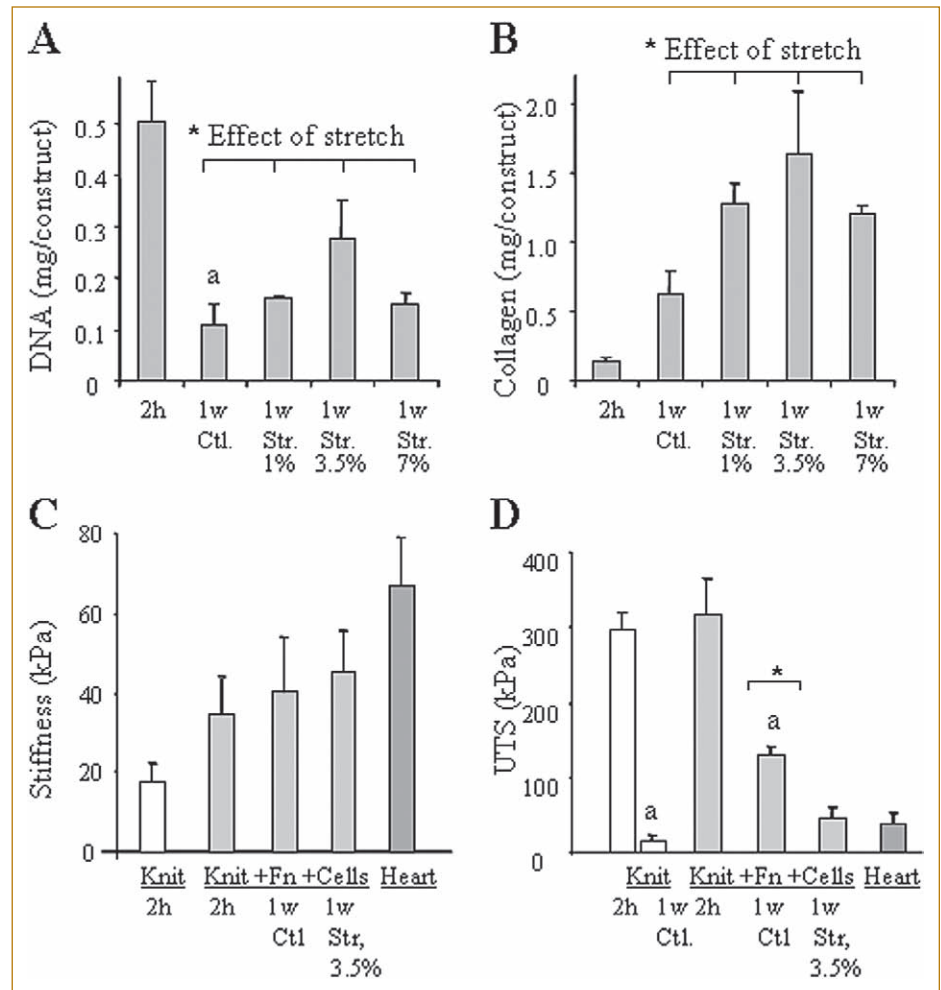 A
* Effect of stretch
DNA (mg/construct)
0.5
0.4
0.3
0.2
0.1
0
a
2h 1w 1w 1w 1w
Ctl. Str. Str. Str.
1% 3.5% 7%
B
* Effect of stretch
Collagen (mg/construct)
2.0
1.5
1.0
0.5
0
2h 1w 1w 1w 1w
Ctl. Str. Str. Str.
1% 3.5% 7%
C
Stiffness (kPa)
80
60
40
20
0
Knit Knit +Fn +Cells Heart
2h 2h 1w 1w
Ctl Str,
3.5%
D
UTS (kPa)
400
300
200
100
0
*
a
a
Knit Knit +Fn +Cells Heart
2h 1w 2h 1w 1w
Ctl. Ctl Str,
3.5%